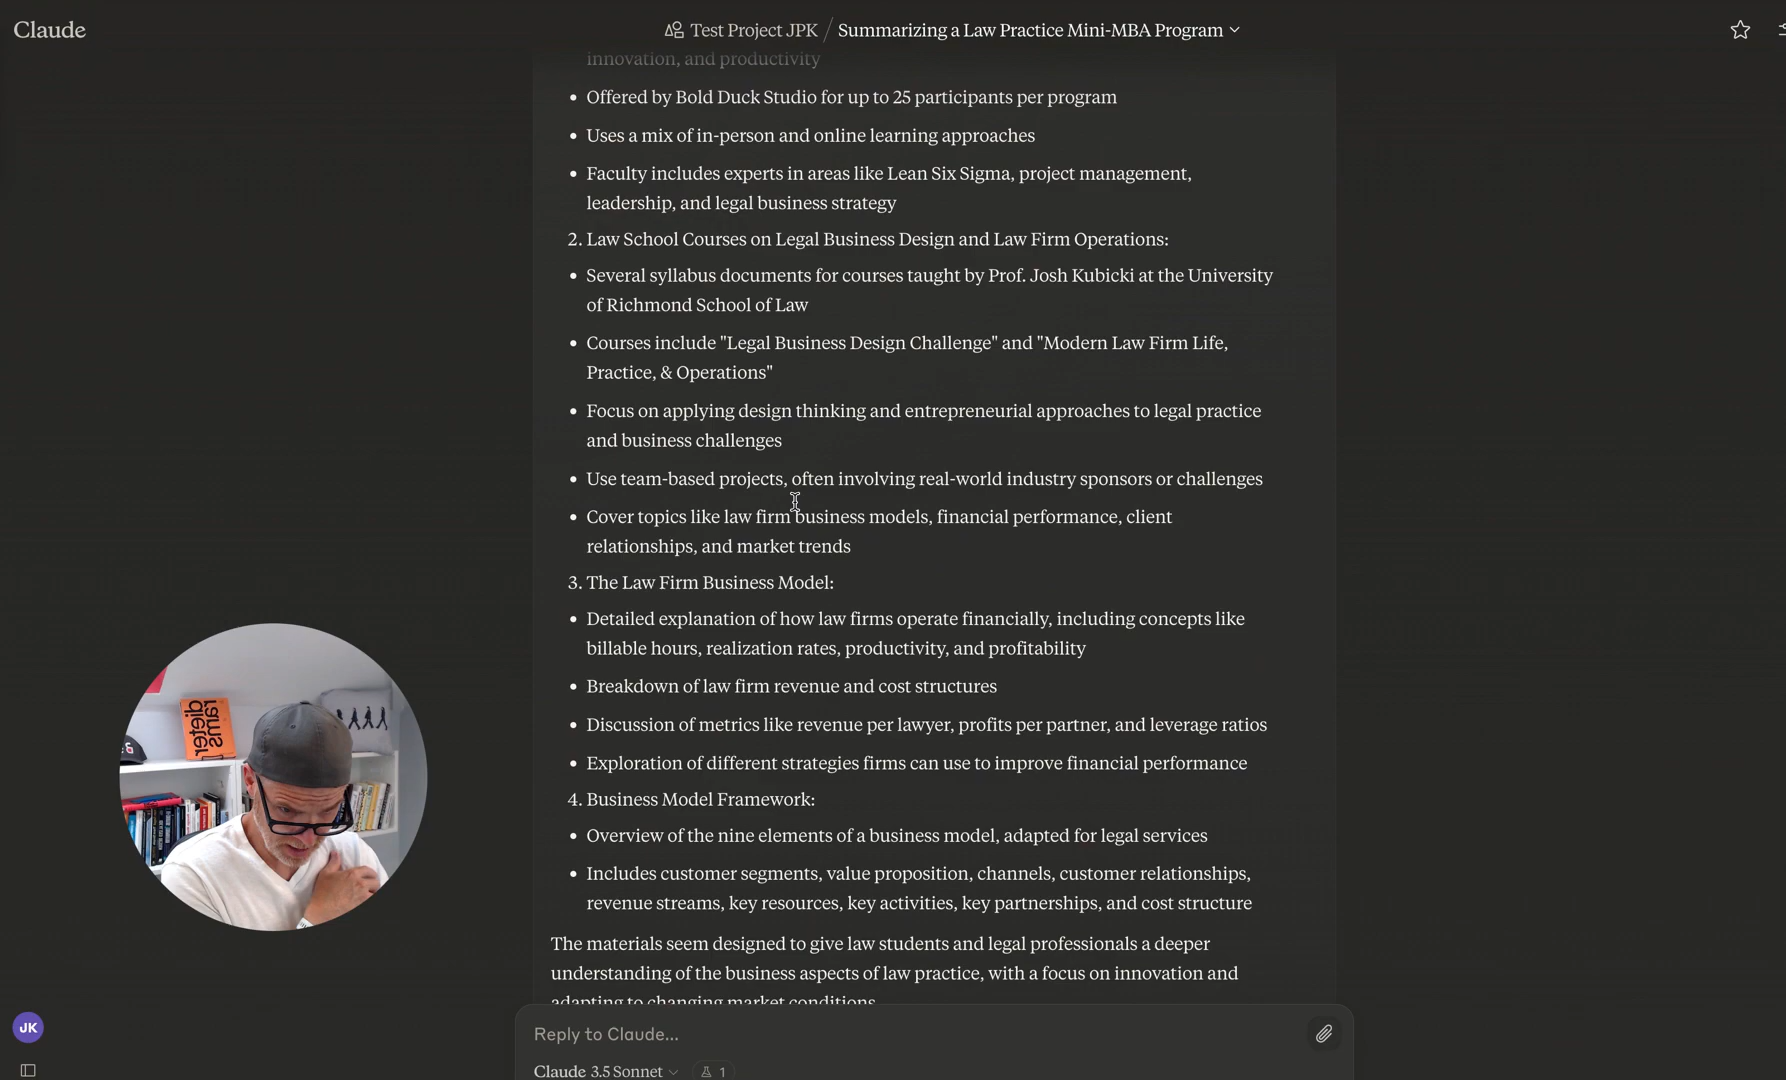 Claude
Test Project JPK / Summarizing a Law Practice Mini-MBA Program
innovation, and productivity
• Offered by Bold Duck Studio for up to 25 participants per program
• Uses a mix of in-person and online learning approaches
• Faculty includes experts in areas like Lean Six Sigma, project management,
leadership, and legal business strategy
2. Law School Courses on Legal Business Design and Law Firm Operations:
• Several syllabus documents for courses taught by Prof. Josh Kubicki at the University
of Richmond School of Law
• Courses include "Legal Business Design Challenge" and "Modern Law Firm Life,
Practice, & Operations"
• Focus on applying design thinking and entrepreneurial approaches to legal practice
and business challenges
• Use team-based projects, often involving real-world industry sponsors or challenges
• Cover topics like law firm business models, financial performance, client
relationships, and market trends
3. The Law Firm Business Model:
• Detailed explanation of how law firms operate financially, including concepts like
billable hours, realization rates, productivity, and profitability
• Breakdown of law firm revenue and cost structures
• Discussion of metrics like revenue per lawyer, profits per partner, and leverage ratios
• Exploration of different strategies firms can use to improve financial performance
4. Business Model Framework:
• Overview of the nine elements of a business model, adapted for legal services
• Includes customer segments, value proposition, channels, customer relationships,
revenue streams, key resources, key activities, key partnerships, and cost structure
The materials seem designed to give law students and legal professionals a deeper
understanding of the business aspects of law practice, with a focus on innovation and
adapting to changing market conditions.
rams
dieter
JK
Reply to Claude...
Claude 3.5 Sonnet
1